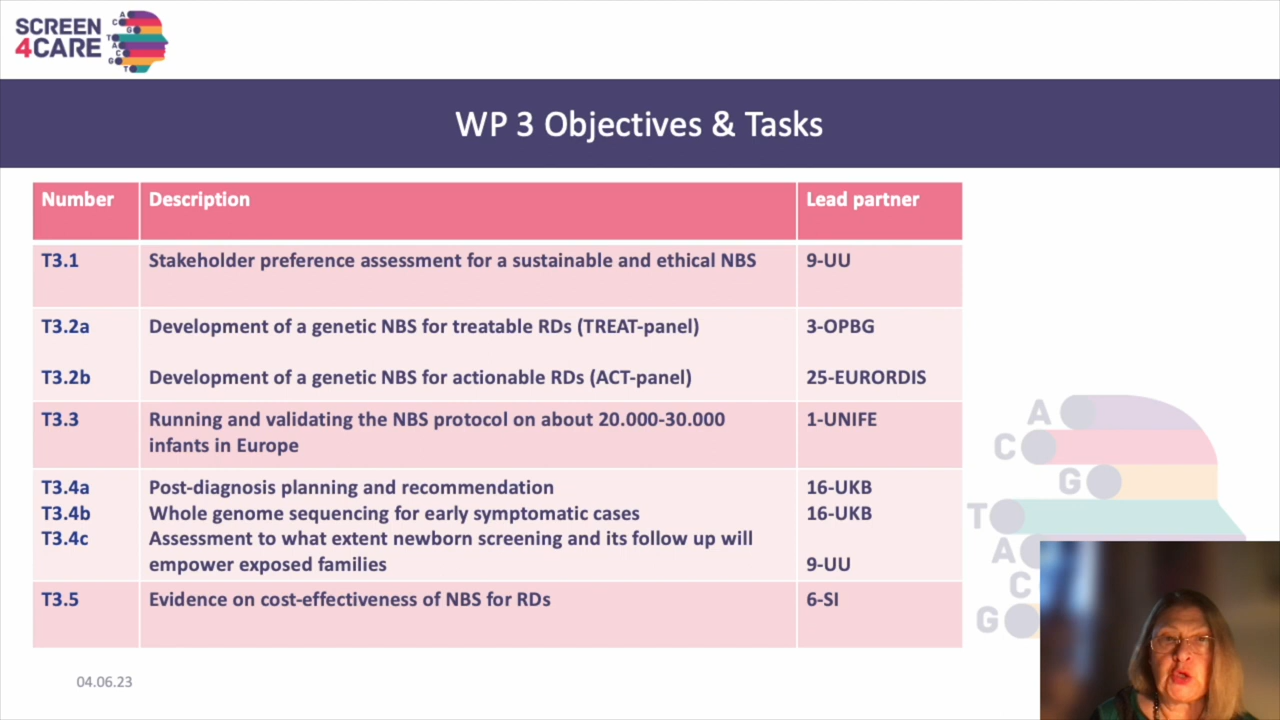 SCREEN
4CARE
A
C
G
T
A
C
G
T
WP 3 Objectives & Tasks
Number Description Lead partner
T3.1 Stakeholder preference assessment for a sustainable and ethical NBS 9-UU
T3.2a Development of a genetic NBS for treatable RDs (TREAT-panel) 3-OPBG
T3.2b Development of a genetic NBS for actionable RDs (ACT-panel) 25-EURORDIS
T3.3 Running and validating the NBS protocol on about 20.000-30.000 1-UNIFE
infants in Europe
T3.4a Post-diagnosis planning and recommendation 16-UKB
T3.4b Whole genome sequencing for early symptomatic cases 16-UKB
T3.4c Assessment to what extent newborn screening and its follow up will
empower exposed families 9-UU
T3.5 Evidence on cost-effectiveness of NBS for RDs 6-SI
A
C
G
T
A
C
G
04.06.23